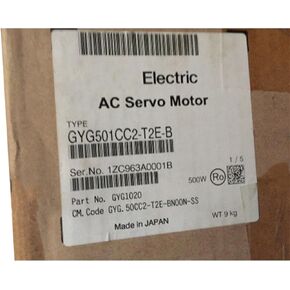 Electric
AC Servo Motor
TYPE
GYG501CC2-T2E-B
Ser.No. 1ZC963A0001B
1/5
500W
Ro
Part No. GYG1020
CM.Code GYG.50CC2-T2E-BN00N-SS
WT 9 kg
Made in JAPAN